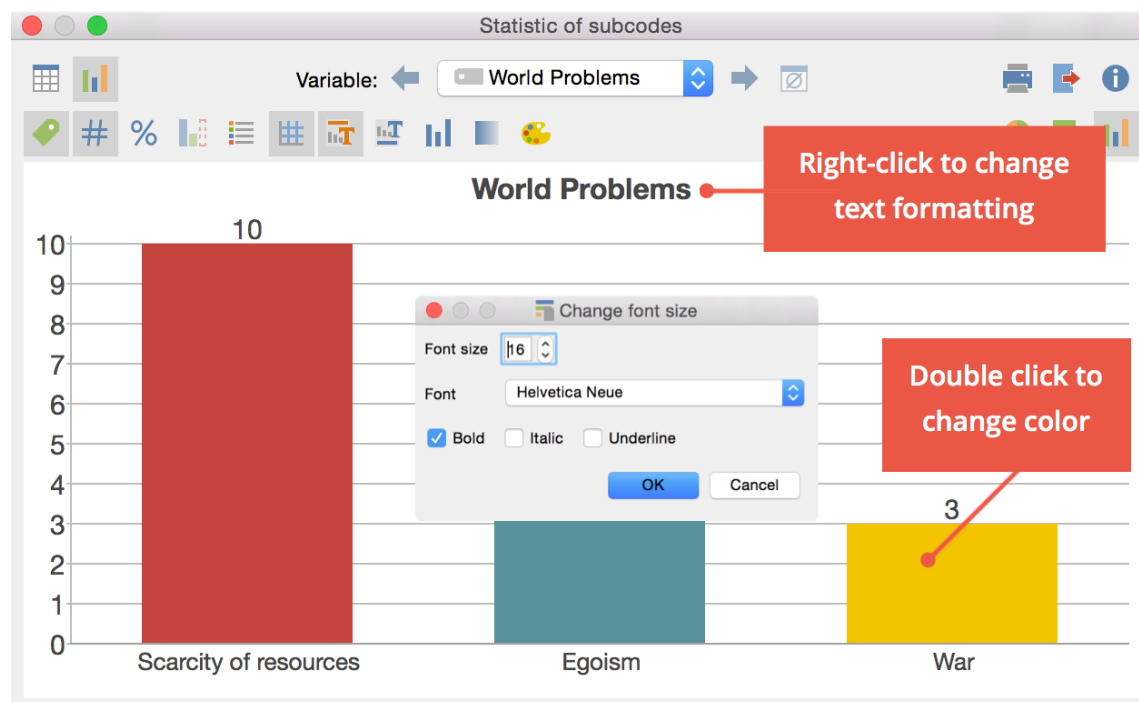 Statistic of subcodes
Variable: World Problems
# %
World Problems
Right-click to change
text formatting
10
10
9
8
7
6
5
4
3
2
1
0
Change font size
Font size 16
Font Helvetica Neue
Bold Italic Underline
OK Cancel
Double click to
change color
3
Scarcity of resources Egoism War